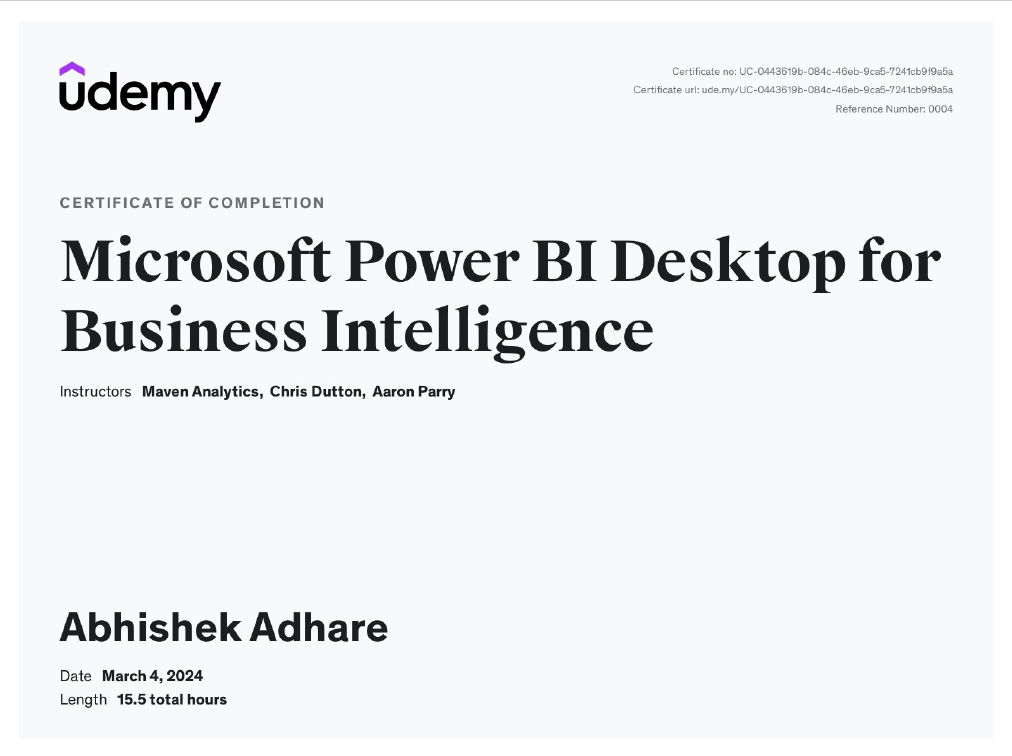 udemy
Certificate no: UC-0443619b-084c-46eb-9ca5-7241cb9f9a5a
Certificate url: ude.my/UC-0443619b-084c-46eb-9ca5-7241cb9f9a5a
Reference Number: 0004
CERTIFICATE OF COMPLETION
Microsoft Power BI Desktop for
Business Intelligence
Instructors Maven Analytics, Chris Dutton, Aaron Parry
Abhishek Adhare
Date March 4, 2024
Length 15.5 total hours